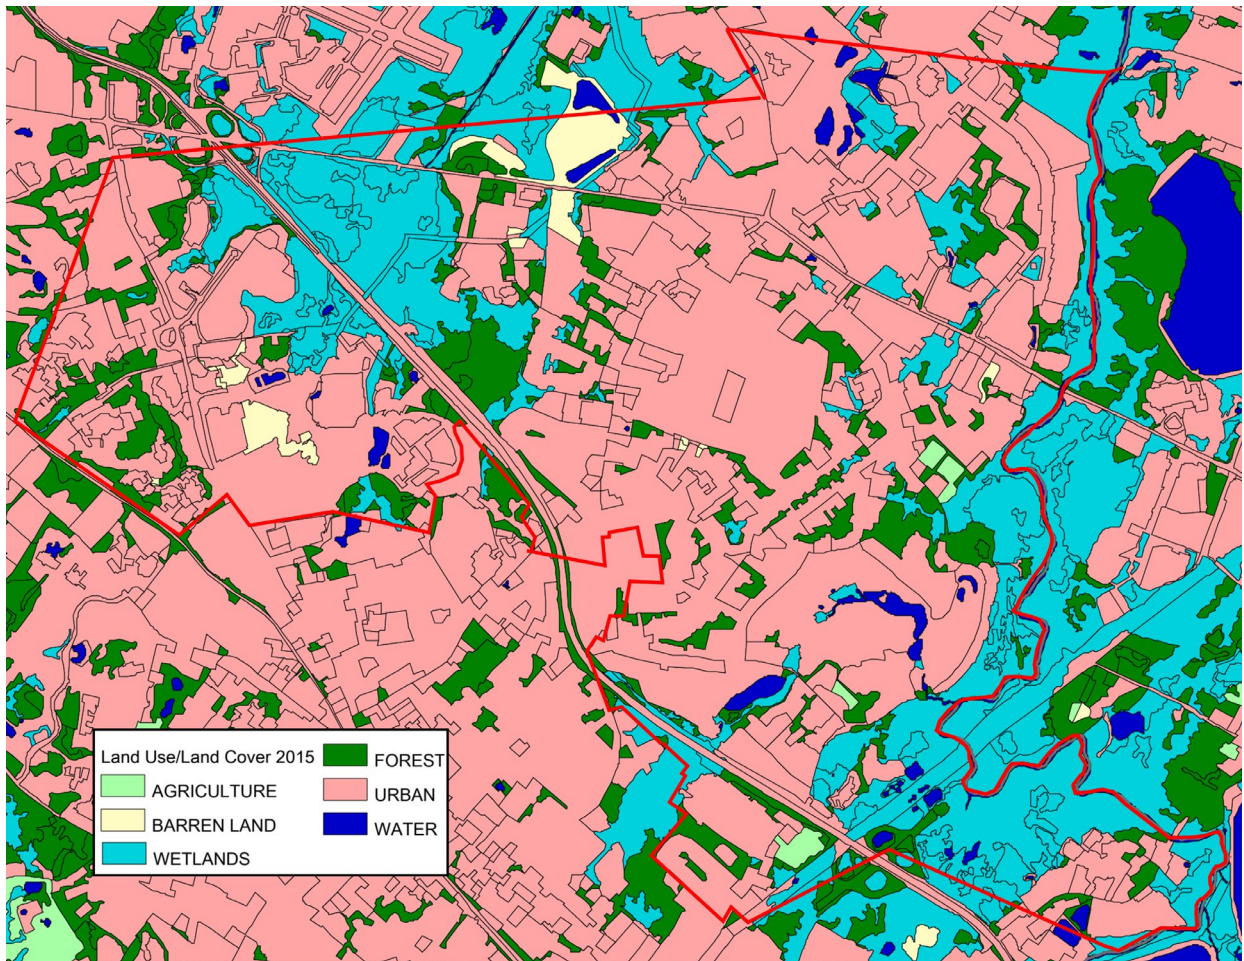 Land Use/Land Cover 2015
AGRICULTURE
BARREN LAND
WETLANDS
FOREST
URBAN
WATER